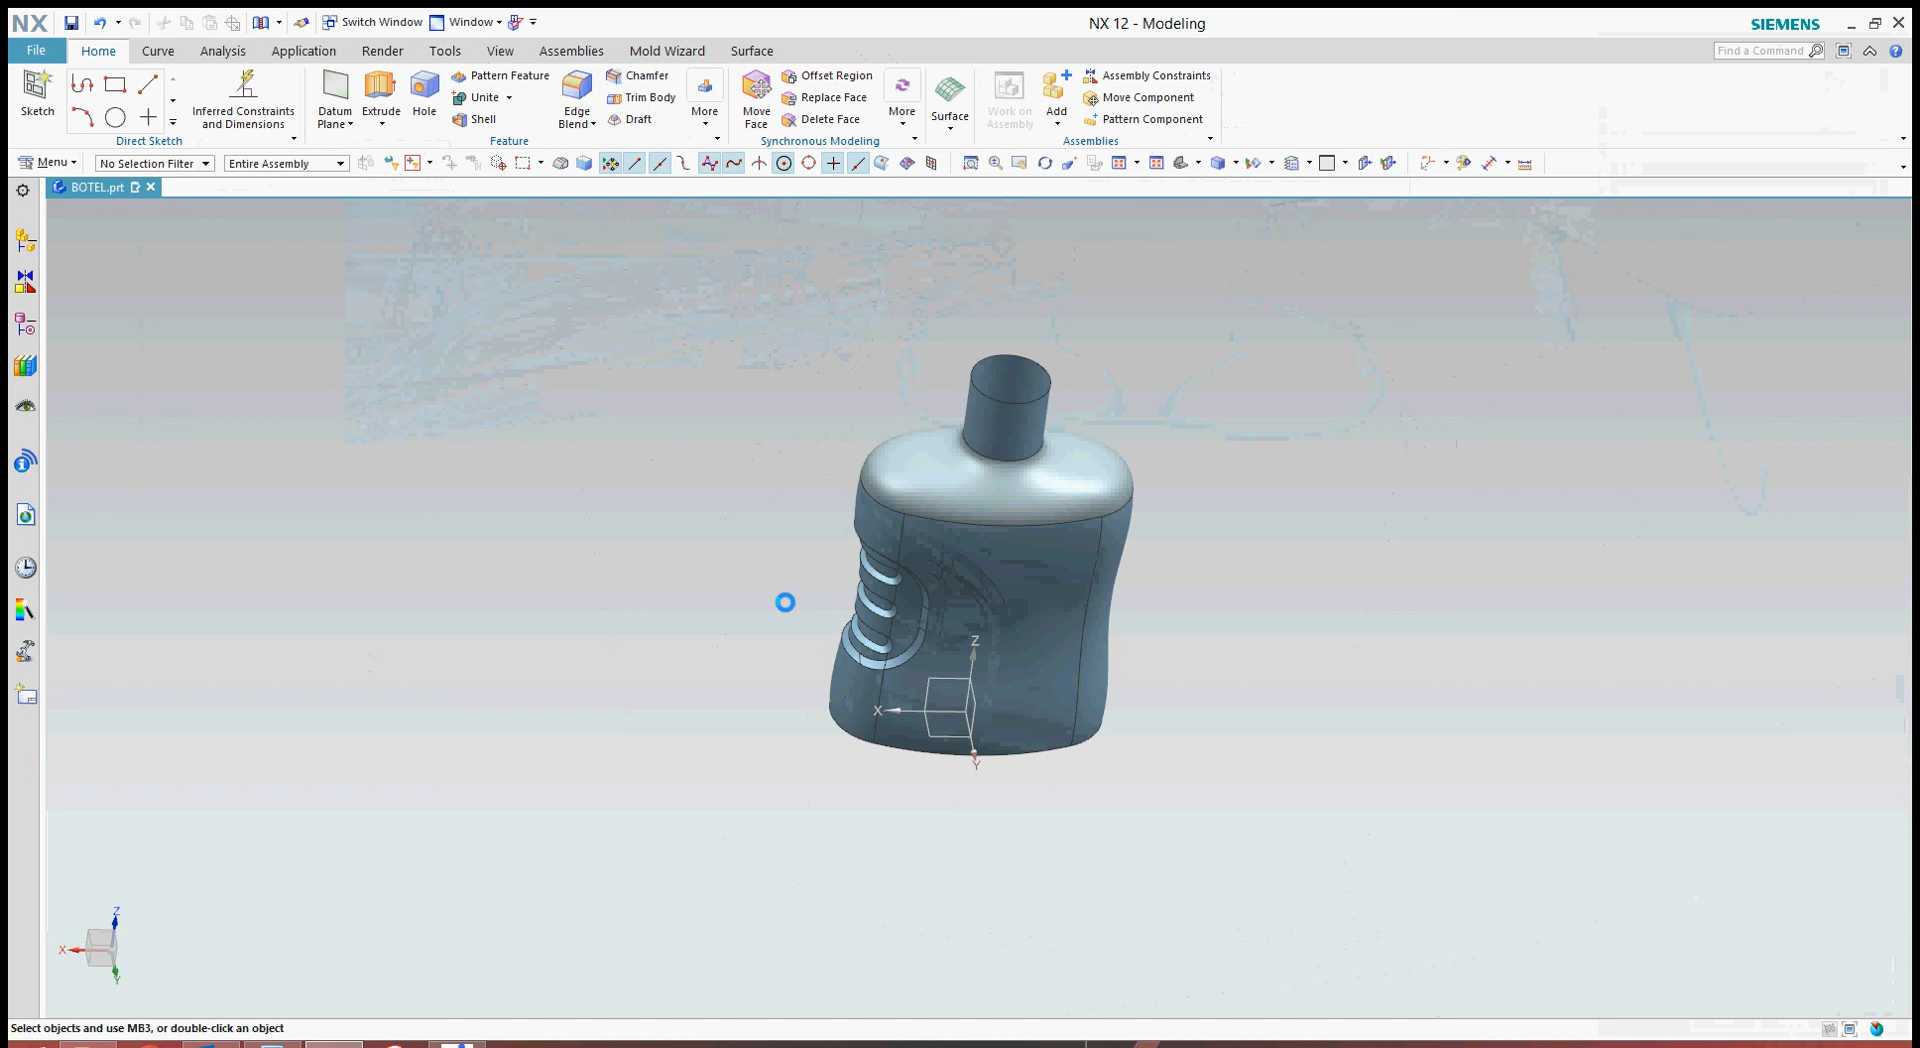 NX
Switch Window
Window
NX 12 - Modeling
SIEMENS
File
Home
Curve
Analysis
Application
Render
Tools
View
Assemblies
Mold Wizard
Surface
Find a Command
Sketch
Inferred Constraints
and Dimensions
Direct Sketch
Datum
Plane
Extrude
Hole
Pattern Feature
Unite
Shell
Edge
Blend
Chamfer
Trim Body
Draft
More
Feature
Move
Face
Offset Region
Replace Face
Delete Face
More
Synchronous Modeling
Surface
Work on
Assembly
Add
Assembly Constraints
Move Component
Pattern Component
Assemblies
Menu
No Selection Filter
Entire Assembly
BOTEL.prt
Z
X
Y
Z
X
Y
Select objects and use MB3, or double-click an object